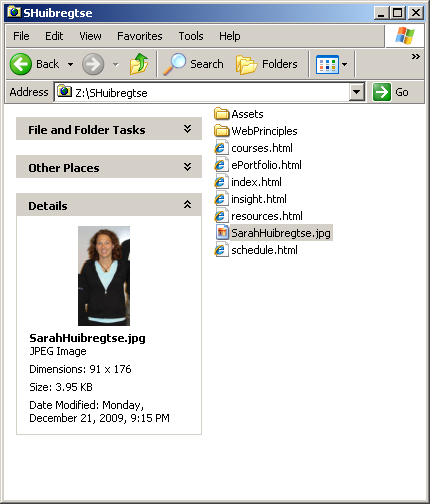 SHuibregtse
File Edit View Favorites Tools Help
Back Search Folders
Address Z:\SHuibregtse Go
File and Folder Tasks
Other Places
Details
SarahHuibregtse.jpg
JPEG Image
Dimensions: 91 x 176
Size: 3.95 KB
Date Modified: Monday,
December 21, 2009, 9:15 PM
Assets
WebPrinciples
courses.html
ePortfolio.html
index.html
insight.html
resources.html
SarahHuibregtse.jpg
schedule.html